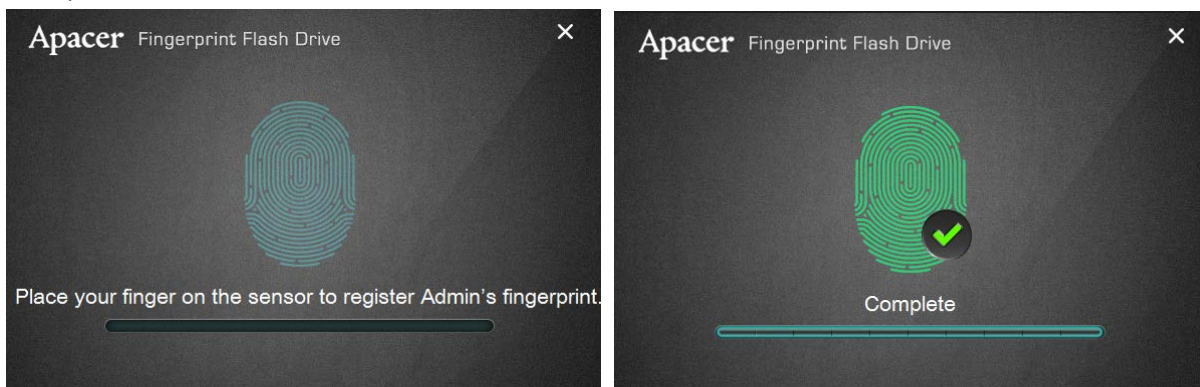 Apacer Fingerprint Flash Drive
Place your finger on the sensor to register Admin's fingerprint.
Apacer Fingerprint Flash Drive
Complete